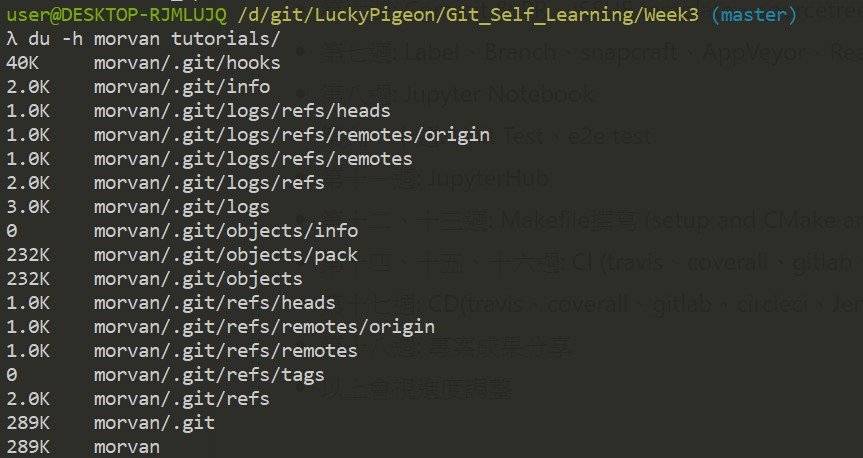 user@DESKTOP-RJMLUJQ /d/git/LuckyPigeon/Git_Self_Learning/Week3 (master)
λ du -h morvan tutorials/
40K morvan/.git/hooks
2.0K morvan/.git/info
1.0K morvan/.git/logs/refs/heads
1.0K morvan/.git/logs/refs/remotes/origin
1.0K morvan/.git/logs/refs/remotes
2.0K morvan/.git/logs/refs
3.0K morvan/.git/logs
0 morvan/.git/objects/info
232K morvan/.git/objects/pack
232K morvan/.git/objects
1.0K morvan/.git/refs/heads
1.0K morvan/.git/refs/remotes/origin
1.0K morvan/.git/refs/remotes
0 morvan/.git/refs/tags
2.0K morvan/.git/refs
289K morvan/.git
289K morvan